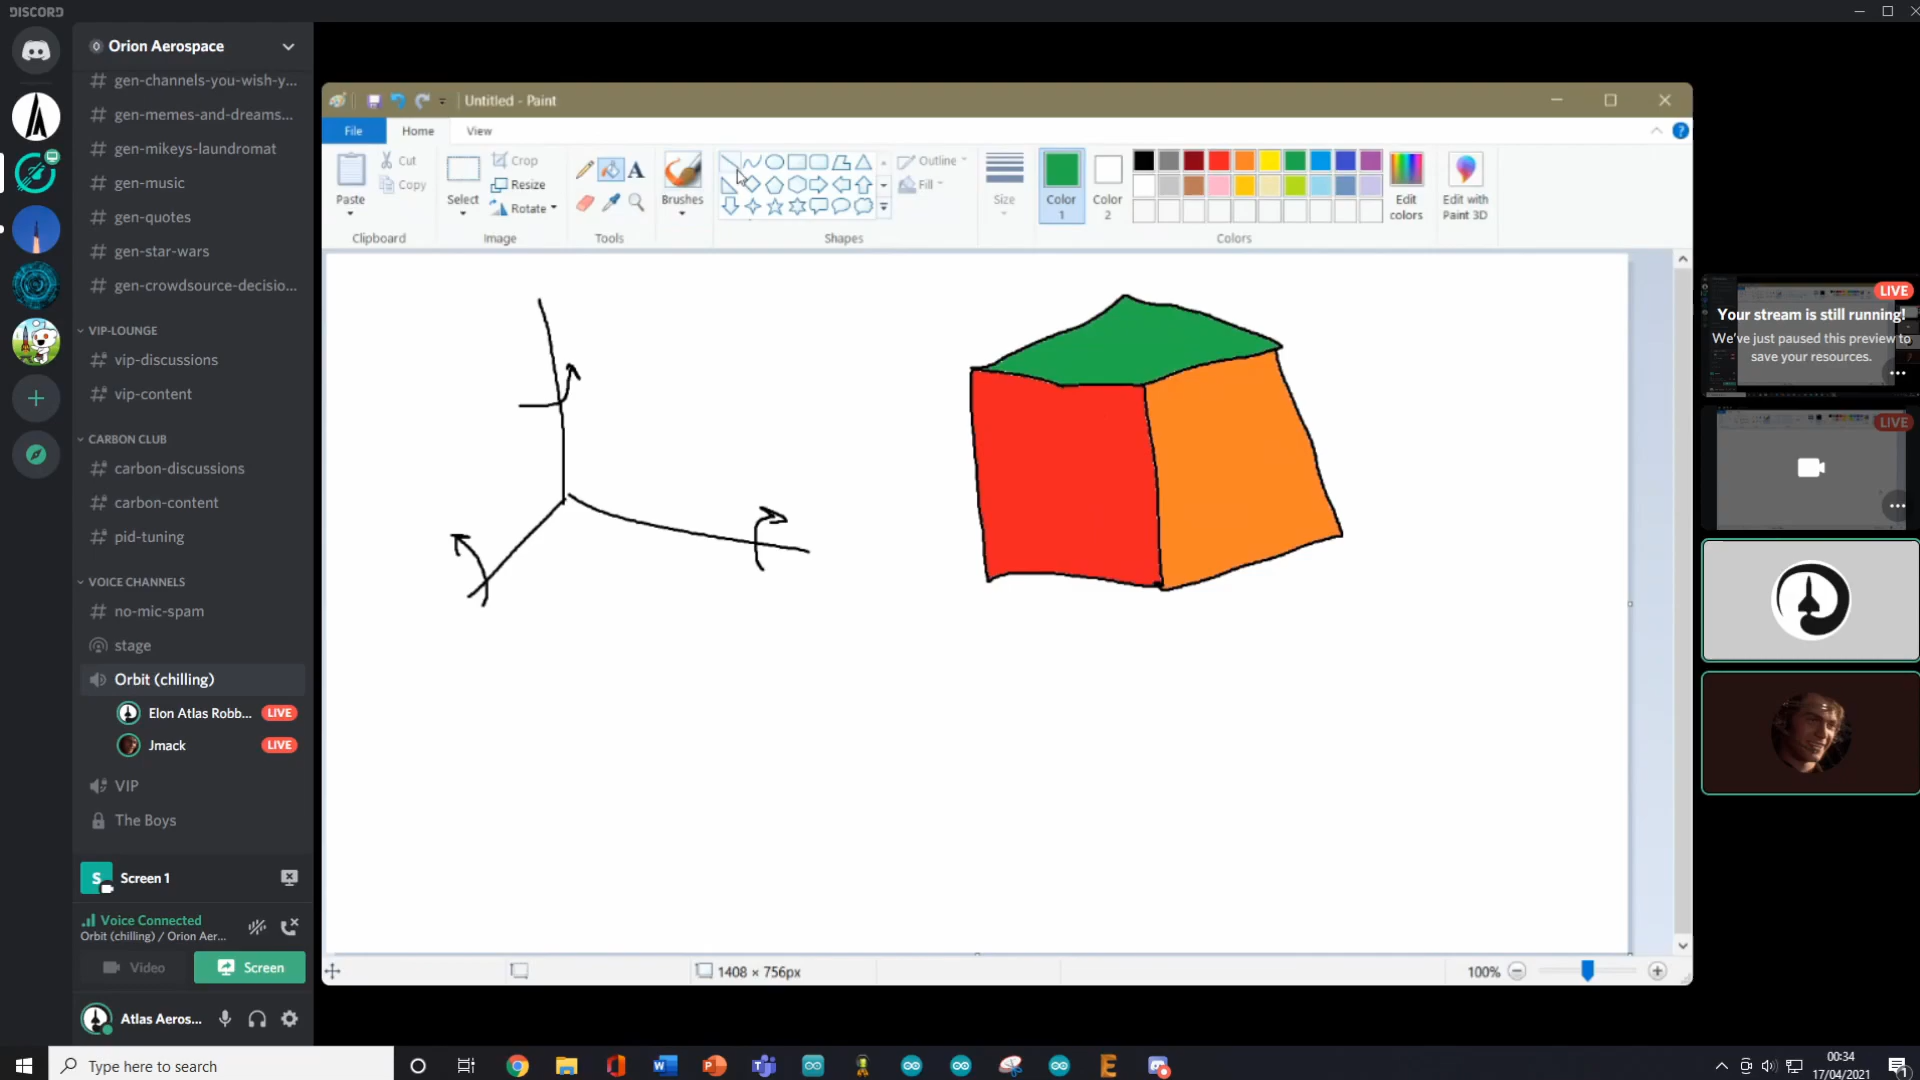 DISCORD
Orion Aerospace
gen-channels-you-wish-y...
gen-memes-and-dreams...
gen-mikeys-laundromat
gen-music
gen-quotes
gen-star-wars
gen-crowdsource-decisio...
VIP-LOUNGE
vip-discussions
vip-content
CARBON CLUB
carbon-discussions
carbon-content
pid-tuning
VOICE CHANNELS
no-mic-spam
stage
Orbit (chilling)
Elon Atlas Robb... LIVE
Jmack LIVE
VIP
The Boys
S Screen 1
Voice Connected
Orbit (chilling) / Orion Aer...
Video Screen
Atlas Aeros...
Untitled - Paint
File Home View
Paste Cut Copy
Clipboard
Select Crop Resize Rotate
Image
A
Tools
Brushes
Outline
Fill
Shapes
Size
Color 1
Color 2
Edit colors
Edit with Paint 3D
Colors
1408 × 756px
100%
LIVE
Your stream is still running!
We've just paused this preview to
save your resources.
LIVE
Type here to search
00:34
17/04/2021
1